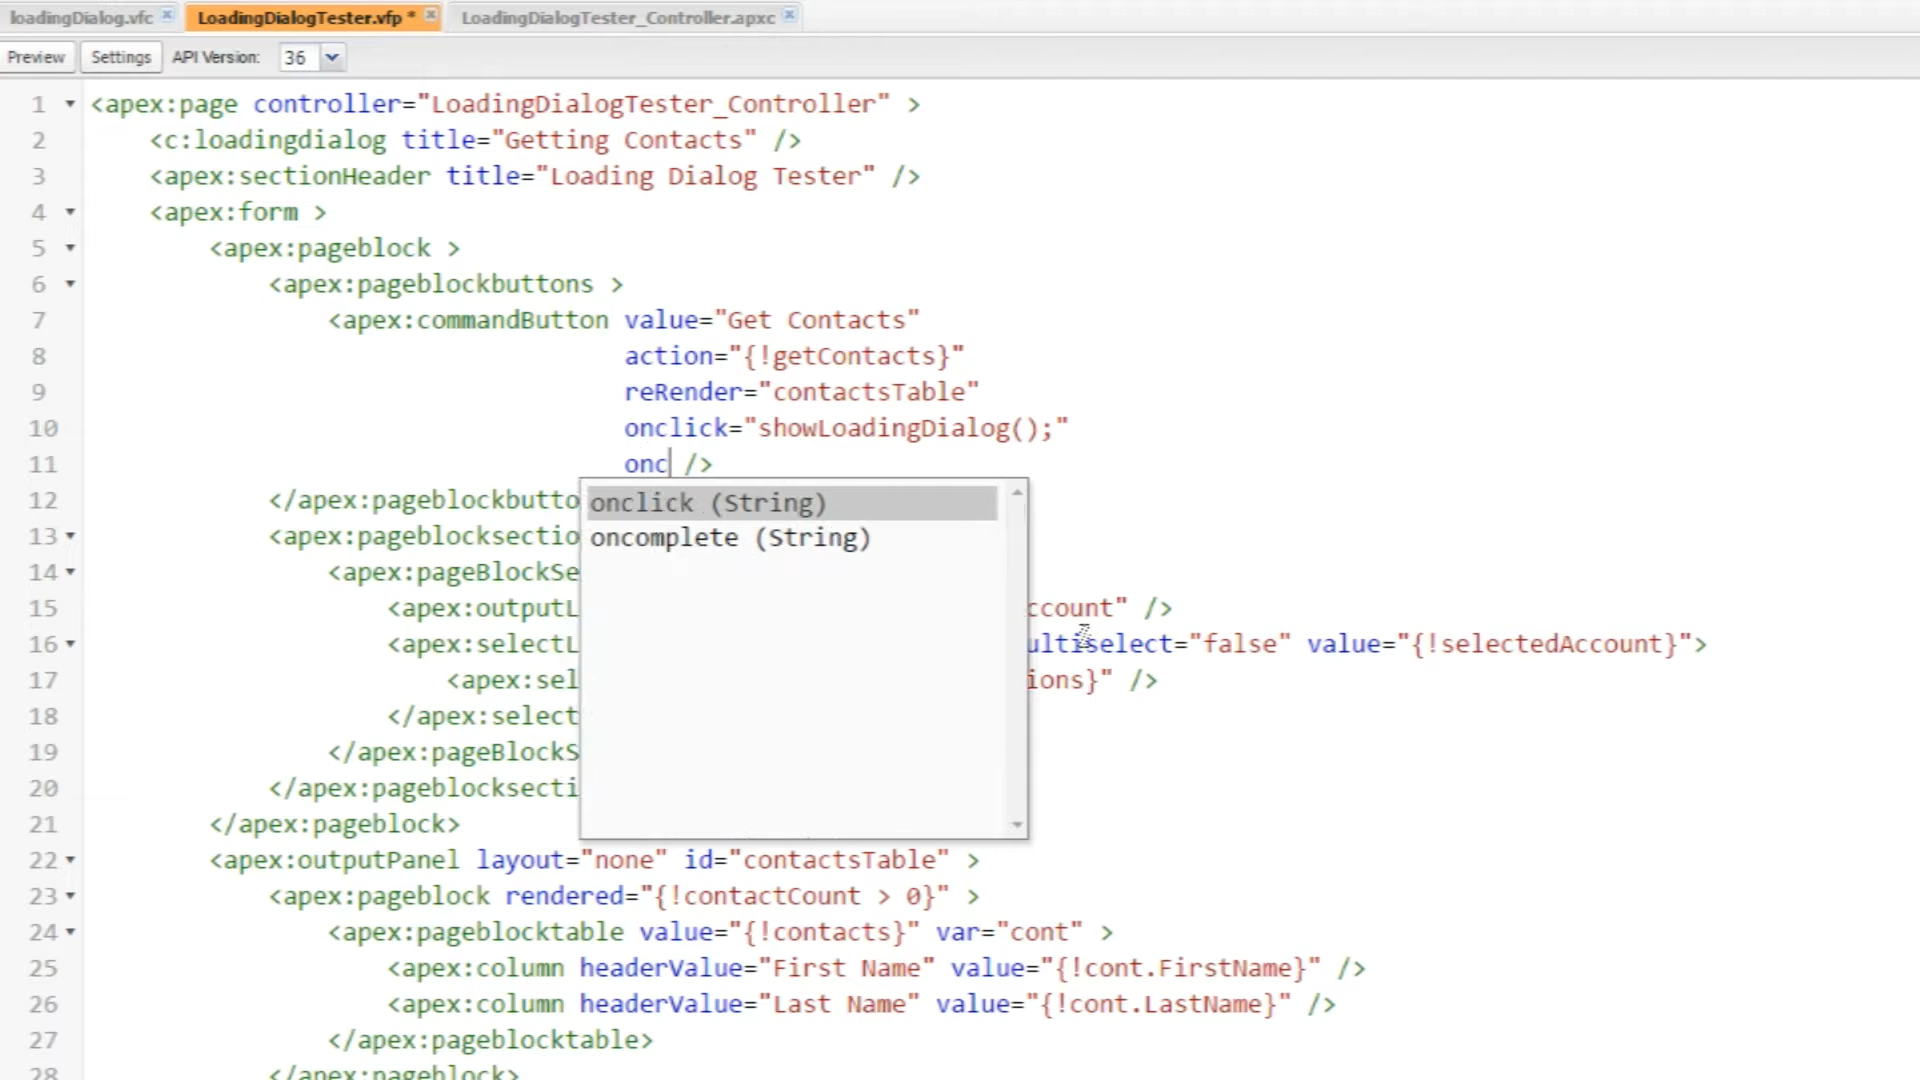 loadingDialog.vfc LoadingDialogTester.vfp * LoadingDialogTester_Controller.apxc
Preview Settings API Version: 36
1 <apex:page controller="LoadingDialogTester_Controller" >
2 <c:loadingdialog title="Getting Contacts" />
3 <apex:sectionHeader title="Loading Dialog Tester" />
4 <apex:form >
5 <apex:pageblock >
6 <apex:pageblockbuttons >
7 <apex:commandButton value="Get Contacts"
8 action="{!getContacts}"
9 reRender="contactsTable"
10 onclick="showLoadingDialog();"
11 onc />
12 </apex:pageblockbutto
onclick (String)
13 <apex:pageblocksectio
oncomplete (String)
14 <apex:pageBlockSe
15 <apex:outputL ccount" />
16 <apex:selectL ultiselect="false" value="{!selectedAccount}">
17 <apex:sel ions}" />
18 </apex:select
19 </apex:pageBlockS
20 </apex:pageblocksecti
21 </apex:pageblock>
22 <apex:outputPanel layout="none" id="contactsTable" >
23 <apex:pageblock rendered="{!contactCount > 0}" >
24 <apex:pageblocktable value="{!contacts}" var="cont" >
25 <apex:column headerValue="First Name" value="{!cont.FirstName}" />
26 <apex:column headerValue="Last Name" value="{!cont.LastName}" />
27 </apex:pageblocktable>
28 </apex:pageblock>